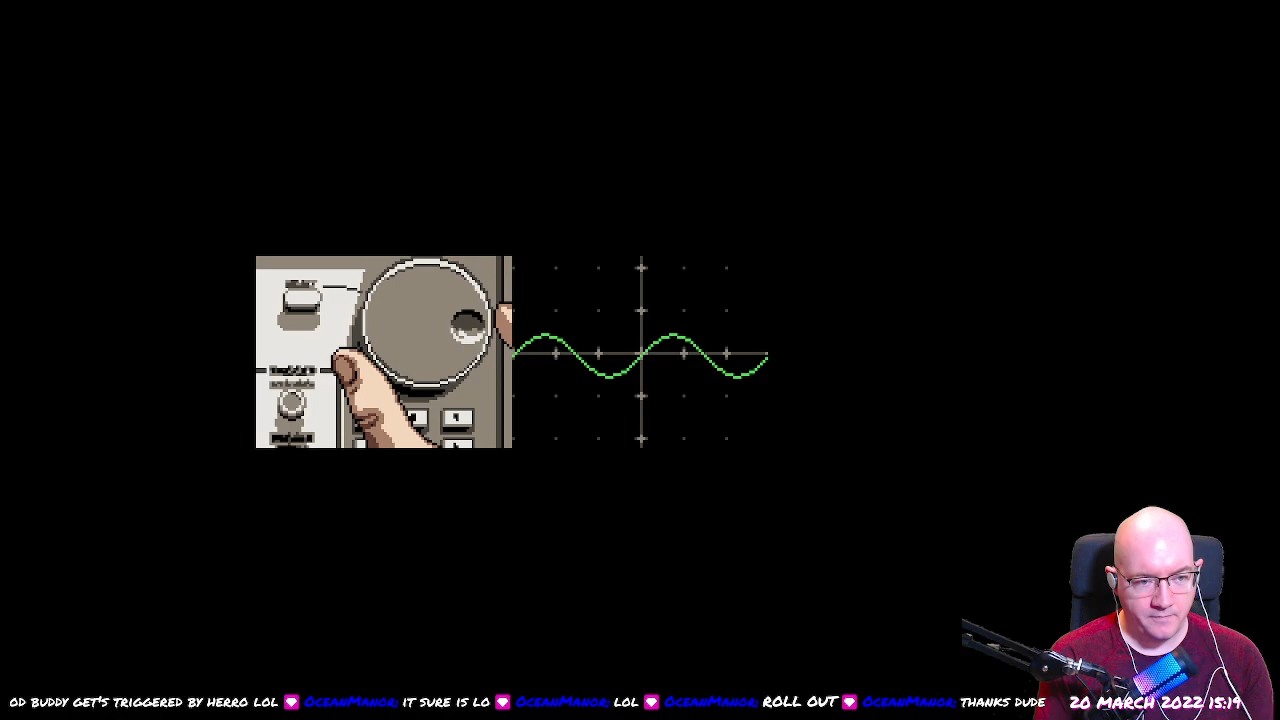 SELECT
OD BUDDY GET'S TRIGGERED BY HERRO LOL OCEANMANOR: IT SURE IS LO OCEANMANOR: LOL OCEANMANOR: ROLL OUT OCEANMANOR: THANKS DUDE 20 MARCH 2022 15:19